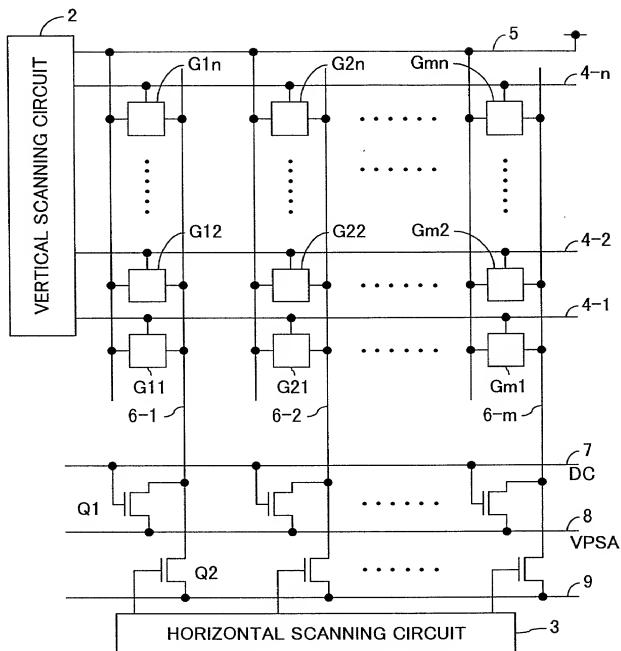 2
5
G1n
G2n
Gmn
4-n
VERTICAL SCANNING CIRCUIT
G12
G22
Gm2
4-2
4-1
G11
G21
Gm1
6-1
6-2
6-m
7
DC
Q1
8
VPSA
Q2
9
HORIZONTAL SCANNING CIRCUIT
3